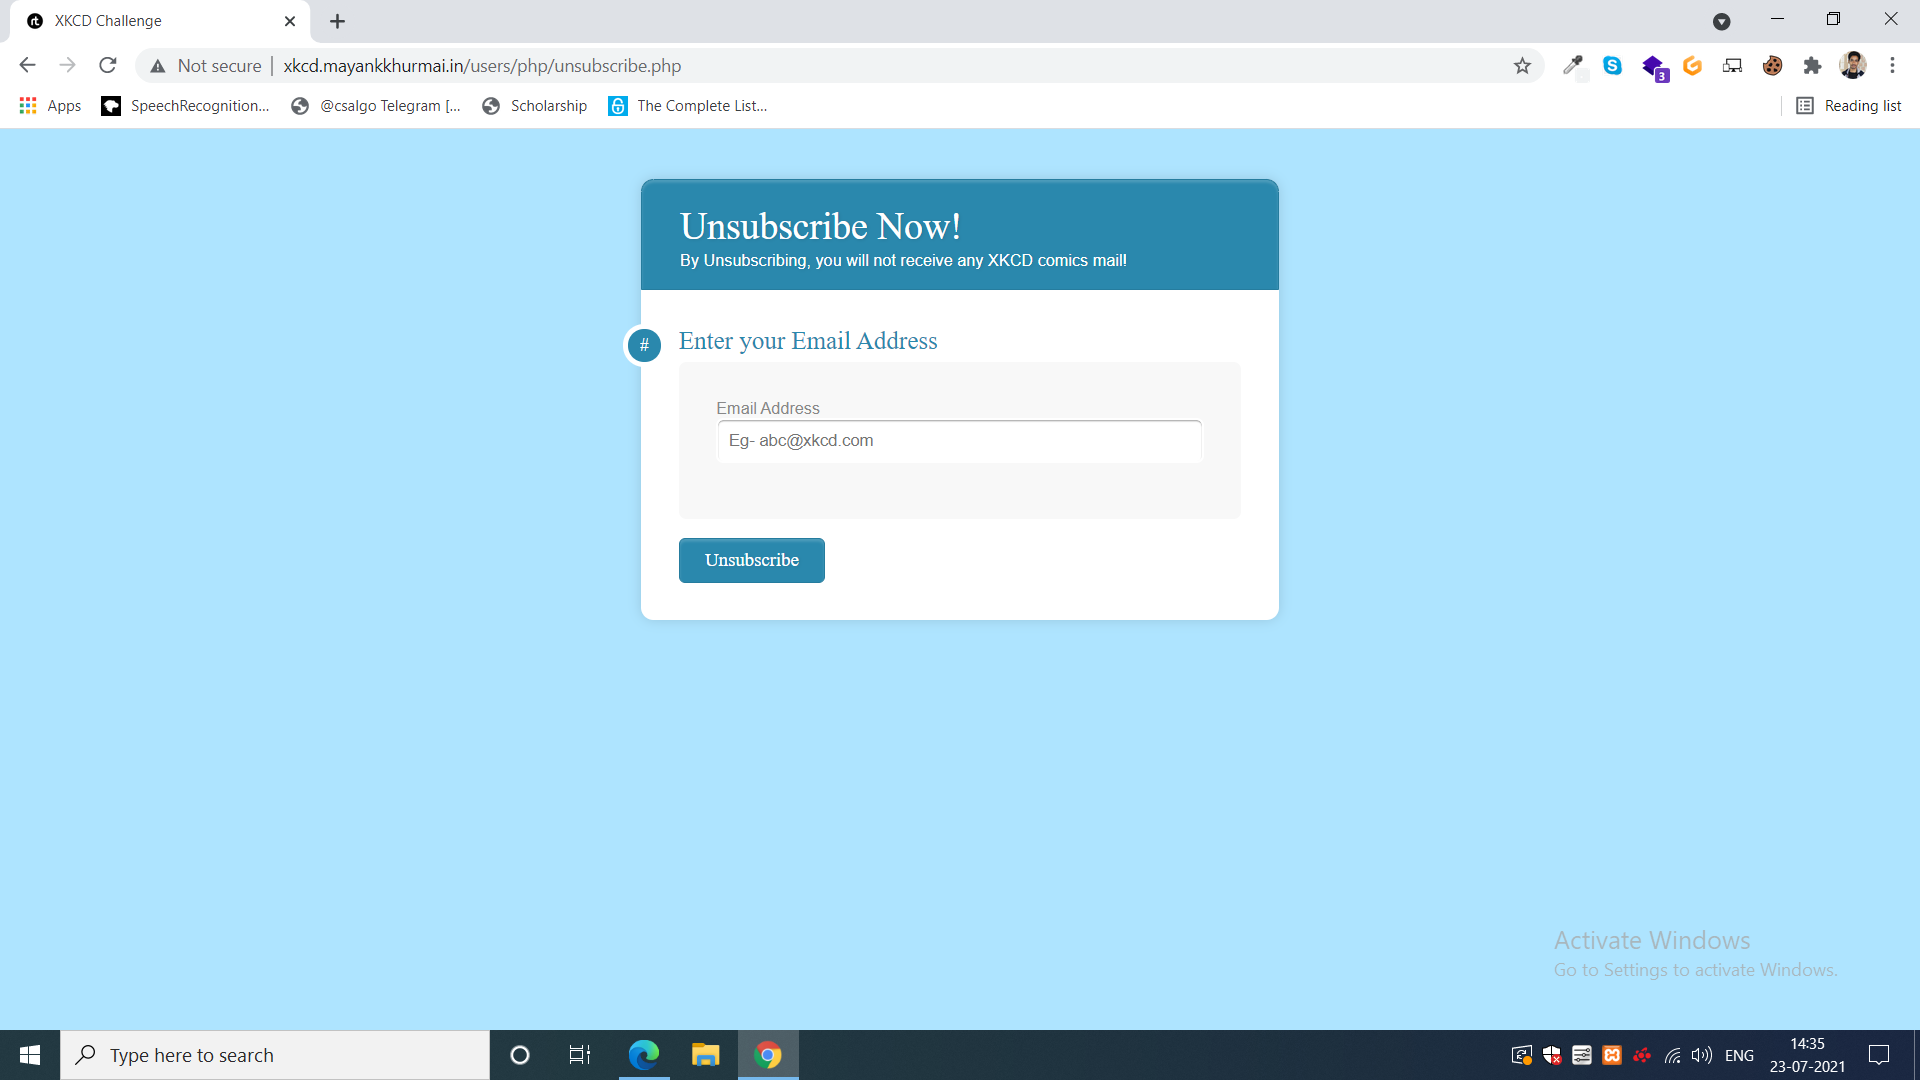 XKCD Challenge
Not secure | xkcd.mayankkhurmai.in/users/php/unsubscribe.php
3
Apps SpeechRecognition... @csalgo Telegram [... Scholarship The Complete List... Reading list
Unsubscribe Now!
By Unsubscribing, you will not receive any XKCD comics mail!
# Enter your Email Address
Email Address
Eg- abc@xkcd.com
Unsubscribe
Activate Windows
Go to Settings to activate Windows.
Type here to search
ENG
14:35
23-07-2021